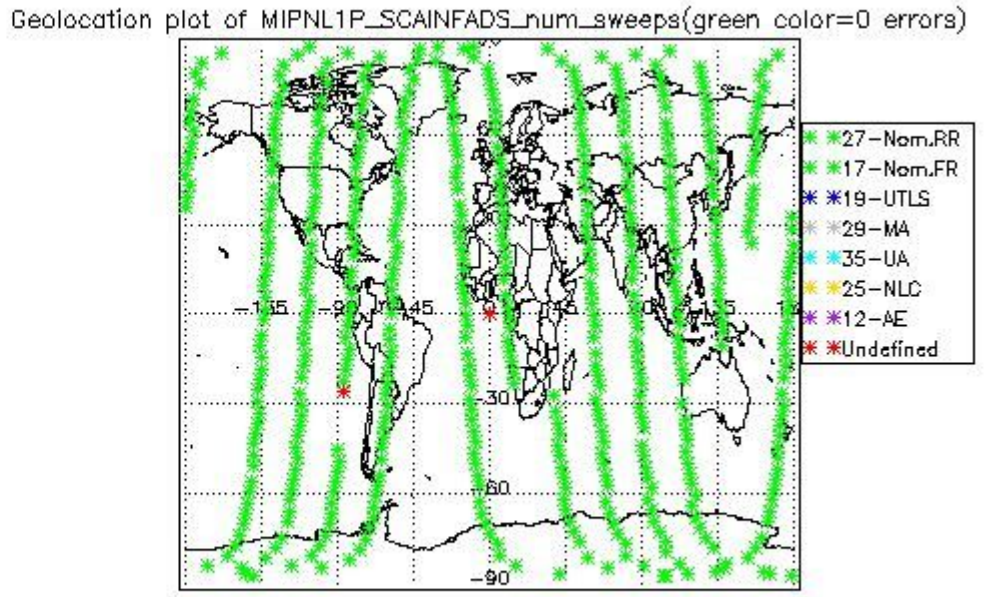 Geolocation plot of MIPNL1P_SCAINFADS_num_sweeps(green color=0 errors)
27-Nom.RR
17-Nom.FR
19-UTLS
29-MA
35-UA
25-NLC
12-AE
Undefined
-30
-60
-90